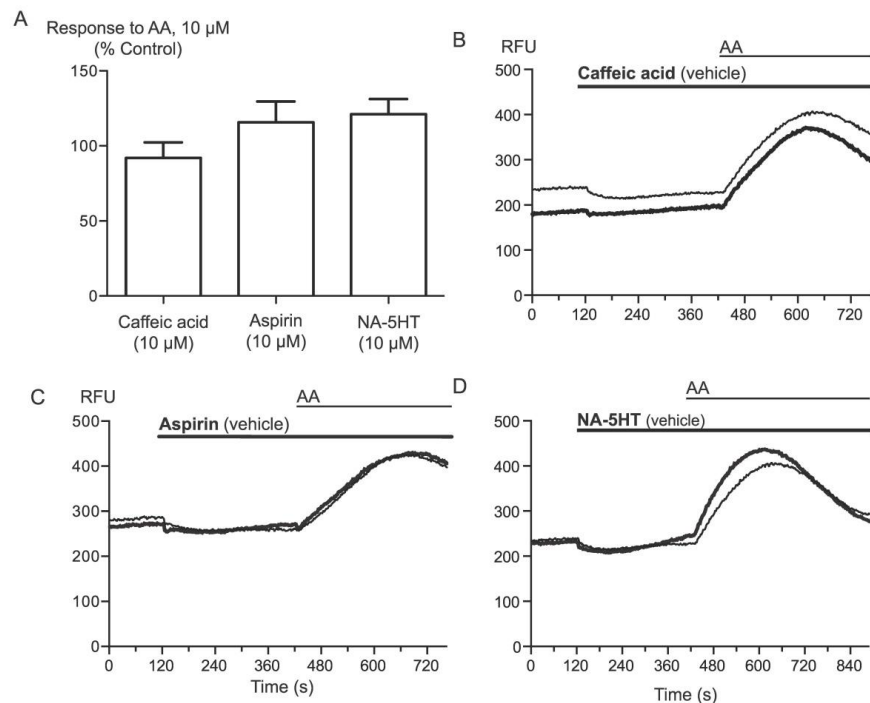 A
Response to AA, 10 µM
(% Control)
150
100
50
0
Caffeic acid
(10 µM)
Aspirin
(10 µM)
NA-5HT
(10 µM)
B
RFU
AA
Caffeic acid (vehicle)
500
400
300
200
100
0
0 120 240 360 480 600 720
C
RFU
AA
Aspirin (vehicle)
500
400
300
200
100
0
0 120 240 360 480 600 720
Time (s)
D
AA
NA-5HT (vehicle)
500
400
300
200
100
0
0 120 240 360 480 600 720 840
Time (s)